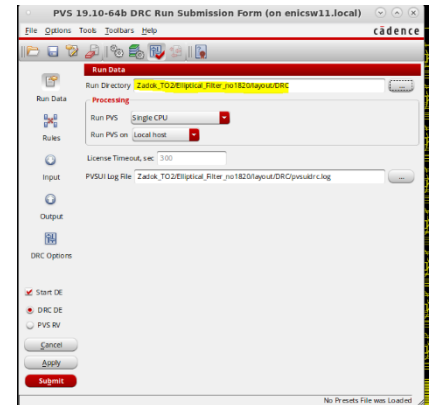 PVS 19.10-64b DRC Run Submission Form (on enicsw11.local)
File Options Tools Toolbars Help
cādence
Run Data
Run Directory Zadok_TO2/Elliptical_Filter_no1820/layout/DRC ...
Processing
Run PVS Single CPU
Run PVS on Local host
License Timeout, sec 300
PVSUI Log File Zadok_TO2/Elliptical_Filter_no1820/layout/DRC/pvsuidrc.log ...
Run Data
Rules
Input
Output
DRC Options
Start DE
DRC DE
PVS RV
Cancel
Apply
Submit
No Presets File was Loaded